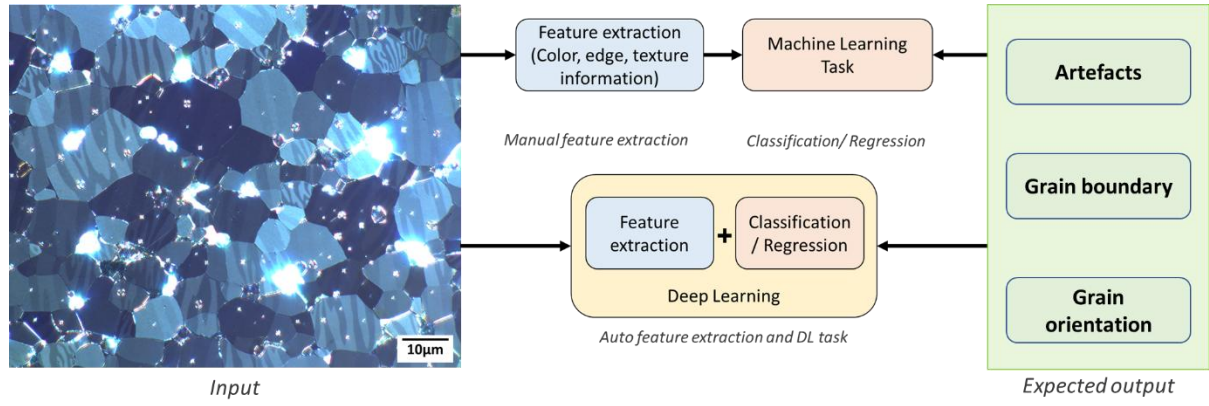 Feature extraction
(Color, edge, texture
information)
Machine Learning
Task
Artefacts
Manual feature extraction
Classification/ Regression
Grain boundary
Feature
extraction
+
Classification
/ Regression
Deep Learning
Grain
orientation
10µm
Auto feature extraction and DL task
Input
Expected output